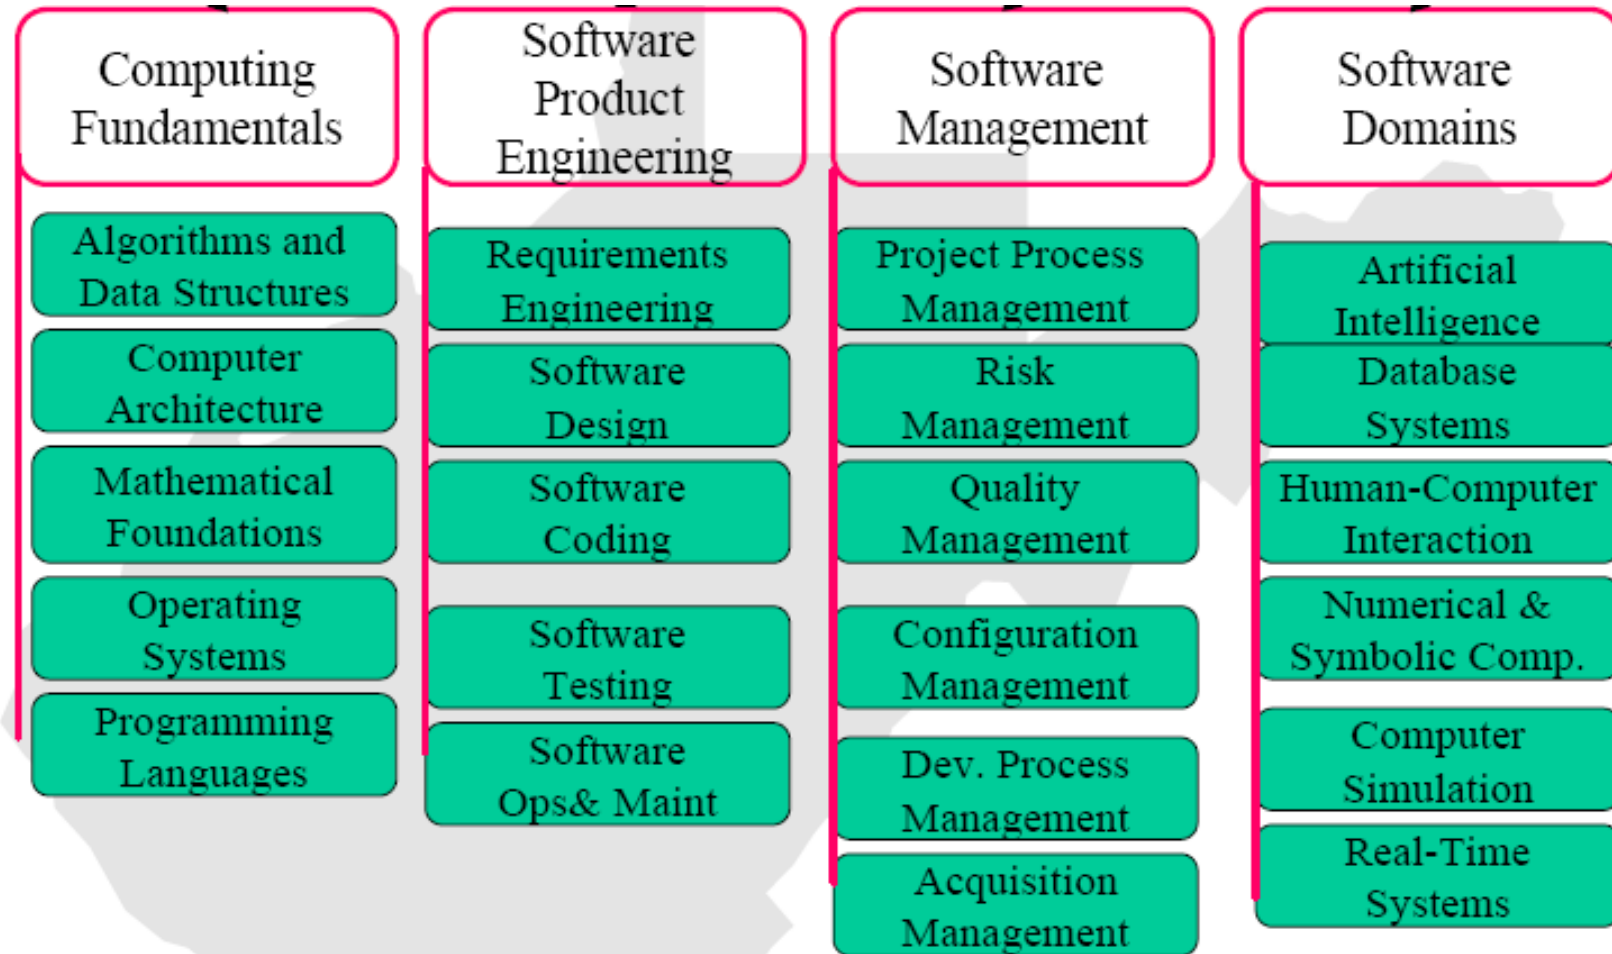 Computing
Fundamentals
Algorithms and
Data Structures
Computer
Architecture
Mathematical
Foundations
Operating
Systems
Programming
Languages
Software
Product
Engineering
Requirements
Engineering
Software
Design
Software
Coding
Software
Testing
Software
Ops& Maint
Software
Management
Project Process
Management
Risk
Management
Quality
Management
Configuration
Management
Dev. Process
Management
Acquisition
Management
Software
Domains
Artificial
Intelligence
Database
Systems
Human-Computer
Interaction
Numerical &
Symbolic Comp.
Computer
Simulation
Real-Time
Systems